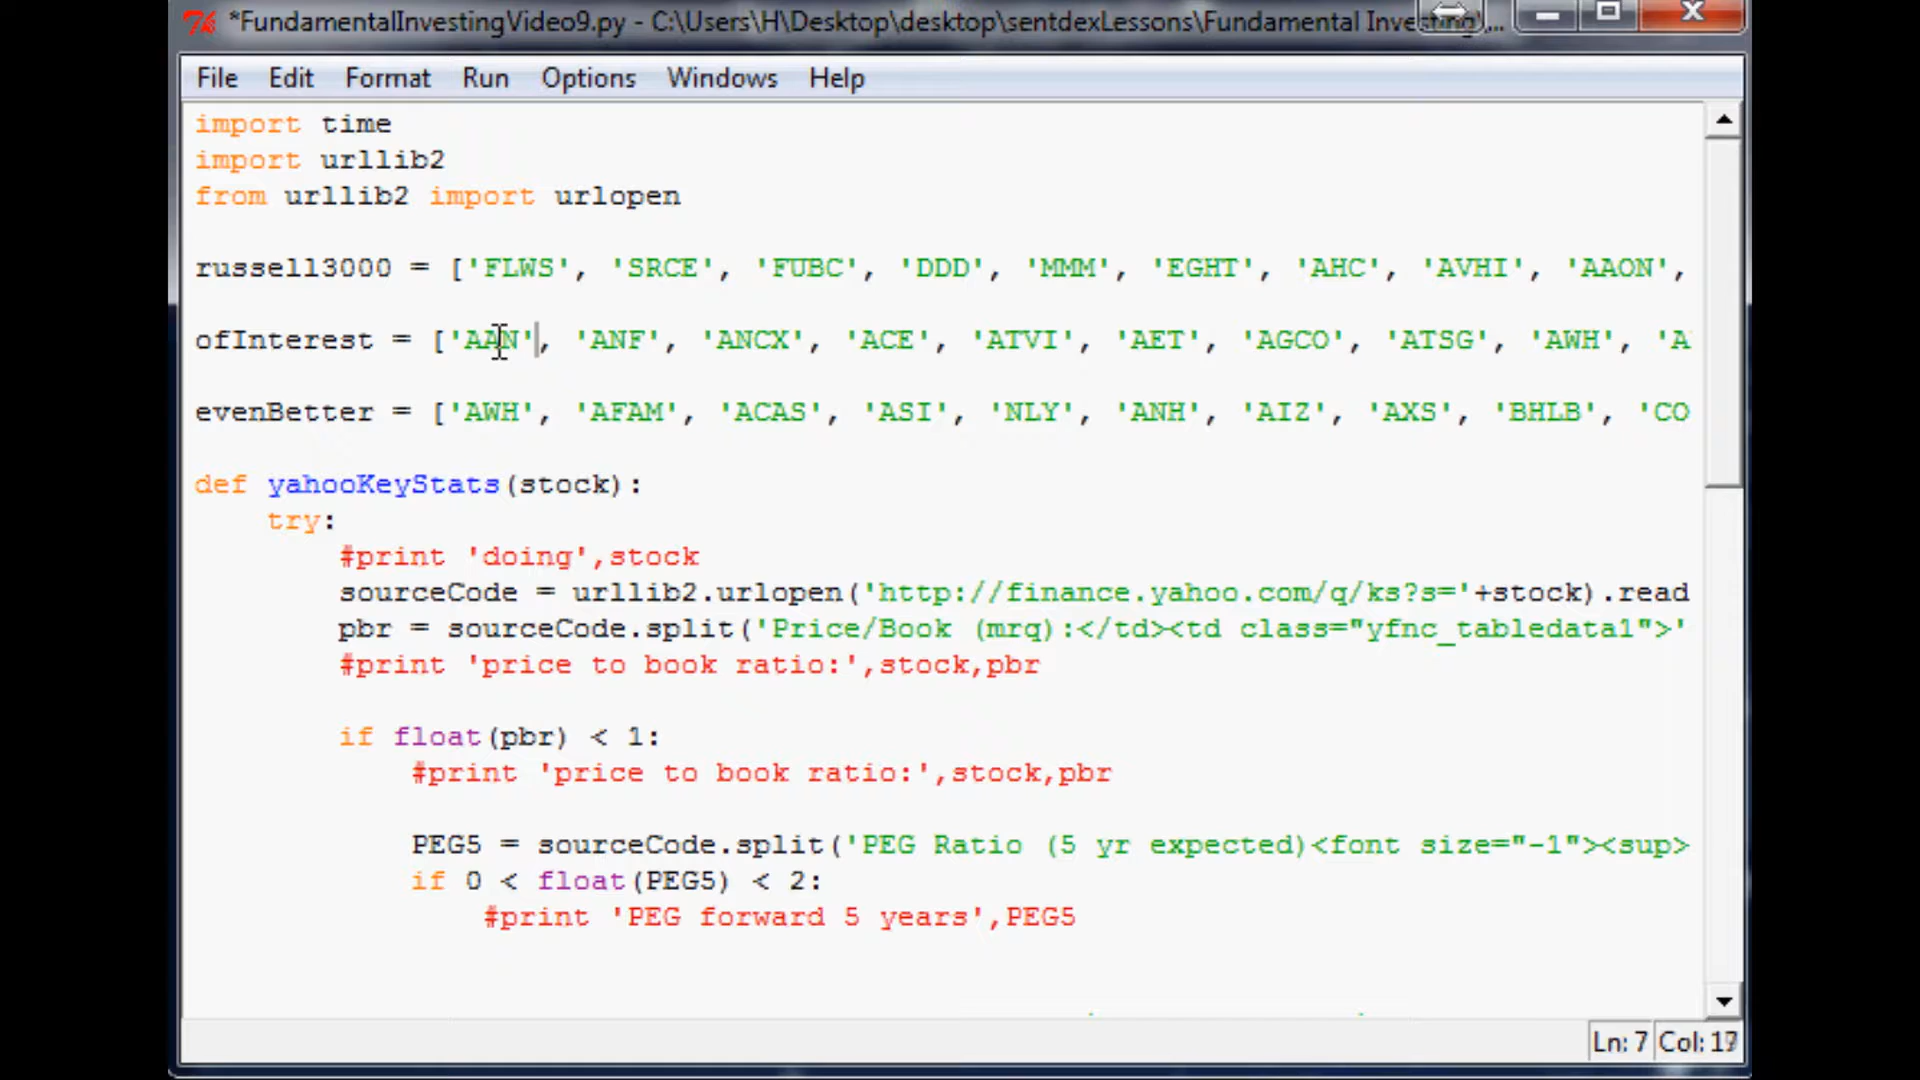 *FundamentalInvestingVideo9.py - C:\Users\H\Desktop\desktop\sentdexLessons\Fundamental Investing\...
File Edit Format Run Options Windows Help
import time
import urllib2
from urllib2 import urlopen
russell3000 = ['FLWS', 'SRCE', 'FUBC', 'DDD', 'MMM', 'EGHT', 'AHC', 'AVHI', 'AAON',
ofInterest = ['AAN', 'ANF', 'ANCX', 'ACE', 'ATVI', 'AET', 'AGCO', 'ATSG', 'AWH', 'A
evenBetter = ['AWH', 'AFAM', 'ACAS', 'ASI', 'NLY', 'ANH', 'AIZ', 'AXS', 'BHLB', 'CO
def yahooKeyStats(stock):
try:
#print 'doing',stock
sourceCode = urllib2.urlopen('http://finance.yahoo.com/q/ks?s='+stock).read
pbr = sourceCode.split('Price/Book (mrq):</td><td class="yfnc_tabledata1">'
#print 'price to book ratio:',stock,pbr
if float(pbr) < 1:
#print 'price to book ratio:',stock,pbr
PEG5 = sourceCode.split('PEG Ratio (5 yr expected)<font size="-1"><sup>
if 0 < float(PEG5) < 2:
#print 'PEG forward 5 years',PEG5
Ln: 7 Col: 17